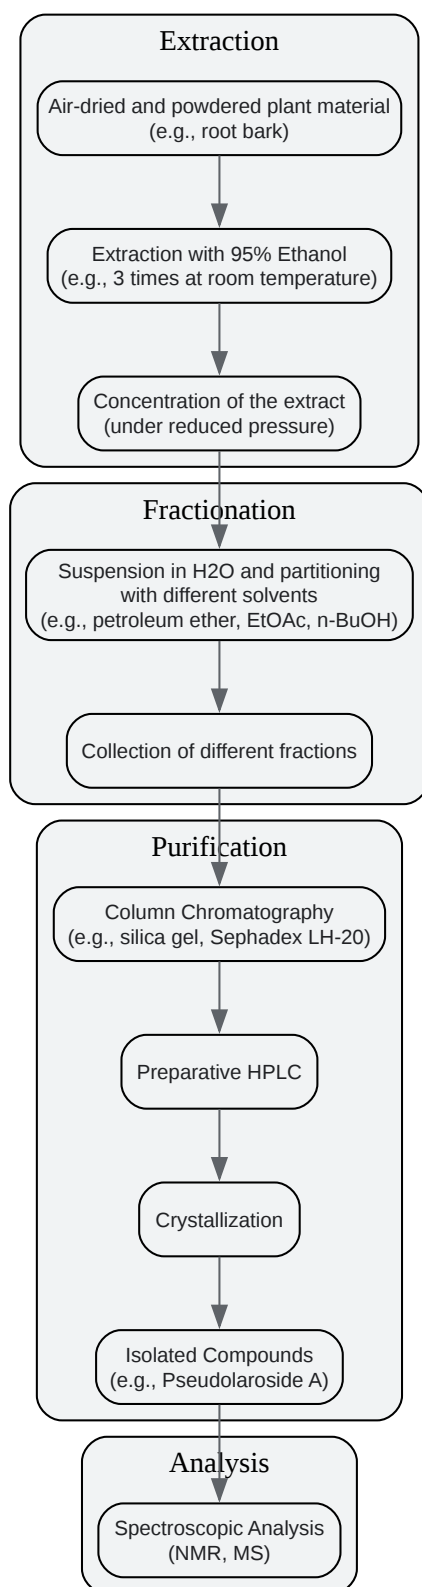 Extraction
Air-dried and powdered plant material
(e.g., root bark)
Extraction with 95% Ethanol
(e.g., 3 times at room temperature)
Concentration of the extract
(under reduced pressure)
Fractionation
Suspension in H2O and partitioning
with different solvents
(e.g., petroleum ether, EtOAc, n-BuOH)
Collection of different fractions
Purification
Column Chromatography
(e.g., silica gel, Sephadex LH-20)
Preparative HPLC
Crystallization
Isolated Compounds
(e.g., Pseudolaroside A)
Analysis
Spectroscopic Analysis
(NMR, MS)